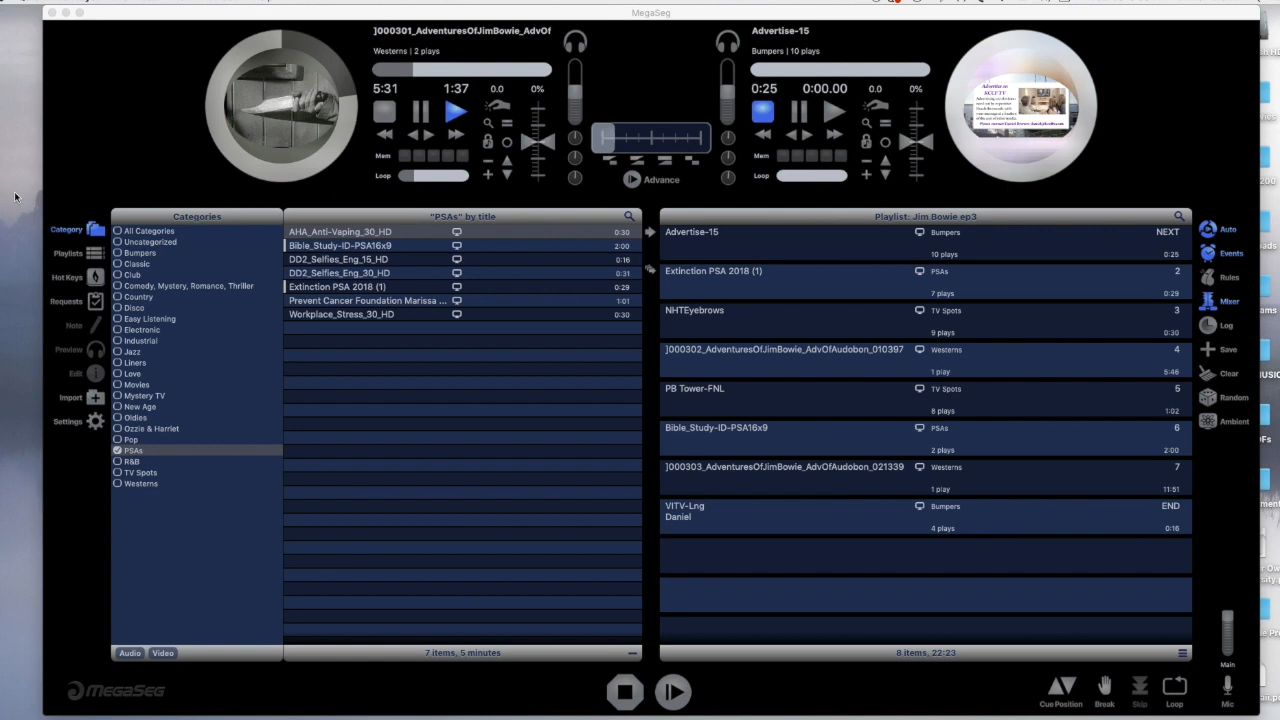 MegaSeg
]000301_AdventuresOfJimBowie_AdvOf
Westerns | 2 plays
5:31 1:37 0.0 0%
Mem
Loop
Advance
Advertise-15
Bumpers | 10 plays
0:25 0:00.00 0.0 0%
Mem
Loop
Advertise on
KCCF TV
Category
Playlists
Hot Keys
Requests
Note
Preview
Edit
Import
Settings
Categories
All Categories
Uncategorized
Bumpers
Classic
Club
Comedy, Mystery, Romance, Thriller
Country
Disco
Easy Listening
Electronic
Industrial
Jazz
Liners
Love
Movies
Mystery TV
New Age
Oldies
Ozzie & Harriet
Pop
PSAs
R&B
TV Spots
Westerns
Audio Video
"PSAs" by title
AHA_Anti-Vaping_30_HD 0:30
Bible_Study-ID-PSA16x9 2:00
DD2_Selfies_Eng_15_HD 0:16
DD2_Selfies_Eng_30_HD 0:31
Extinction PSA 2018 (1) 0:29
Prevent Cancer Foundation Marissa ... 1:01
Workplace_Stress_30_HD 0:30
7 items, 5 minutes
Playlist: Jim Bowie ep3
Advertise-15 Bumpers NEXT
10 plays 0:25
Extinction PSA 2018 (1) PSAs 2
7 plays 0:29
NHTEyebrows TV Spots 3
9 plays 0:30
]000302_AdventuresOfJimBowie_AdvOfAudobon_010397 Westerns 4
1 play 5:46
PB Tower-FNL TV Spots 5
8 plays 1:02
Bible_Study-ID-PSA16x9 PSAs 6
2 plays 2:00
]000303_AdventuresOfJimBowie_AdvOfAudobon_021339 Westerns 7
1 play 11:51
VITV-Lng Bumpers END
Daniel
4 plays 0:16
8 items, 22:23
Auto
Events
Rules
Mixer
Log
Save
Clear
Random
Ambient
Main
Mic
MEGASEG
Cue Position Break Skip Loop